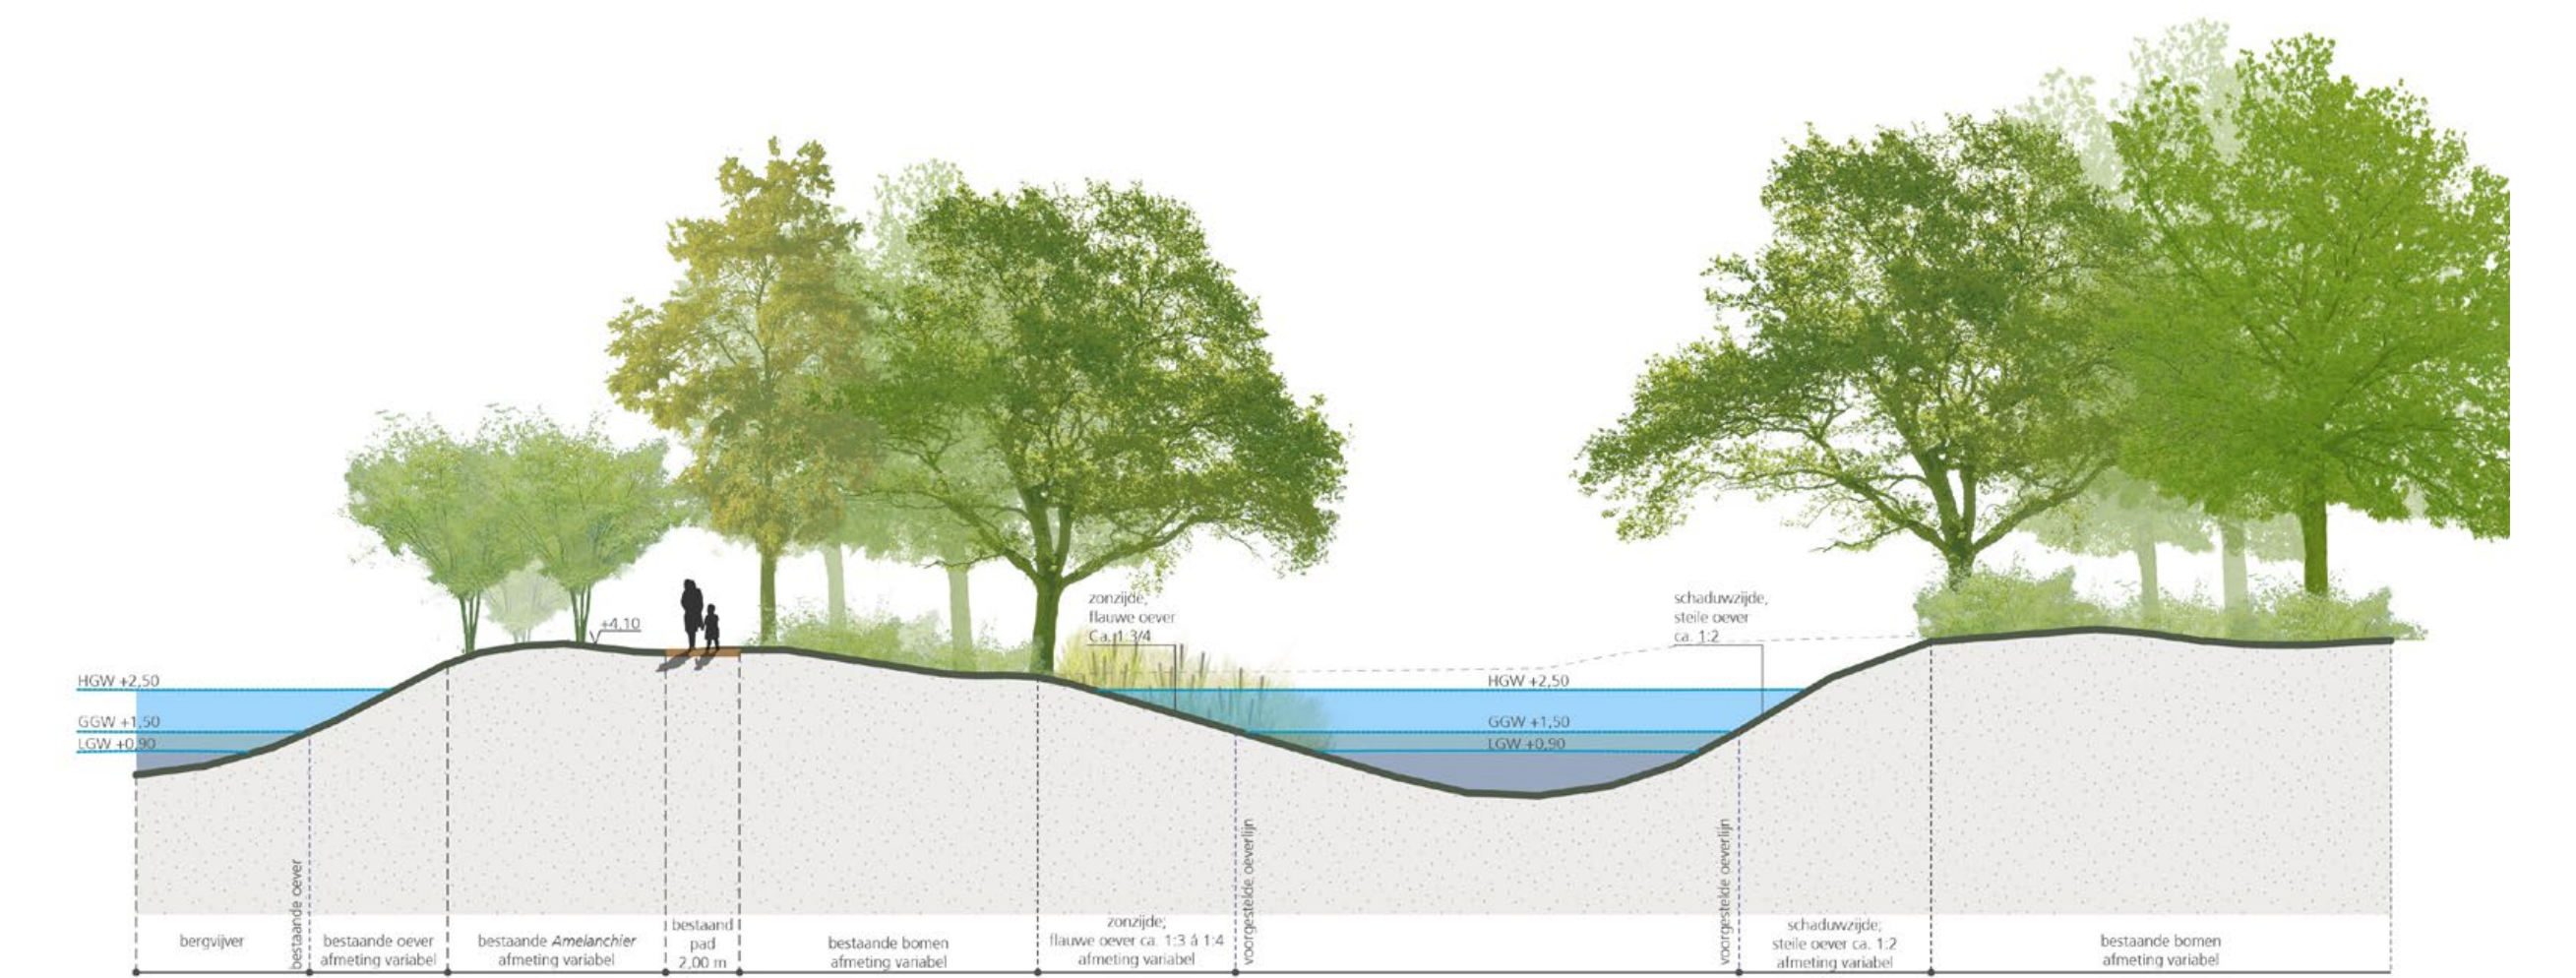 +4,10
zonzijde,
flauwe oever
Ca. 1:3/4
schaduwzijde,
steile oever
ca. 1:2
HGW +2,50
GGW +1,50
LGW +0,90
HGW +2,50
GGW +1,50
LGW +0,90
bergvijver
bestaande oever
bestaande oever
afmeting variabel
bestaande Amelanchier
afmeting variabel
bestaand
pad
2,00 m
bestaande bomen
afmeting variabel
zonzijde;
flauwe oever ca. 1:3 á 1:4
afmeting variabel
voorgestelde oeverlijn
voorgestelde oeverlijn
schaduwzijde;
steile oever ca. 1:2
afmeting variabel
bestaande bomen
afmeting variabel